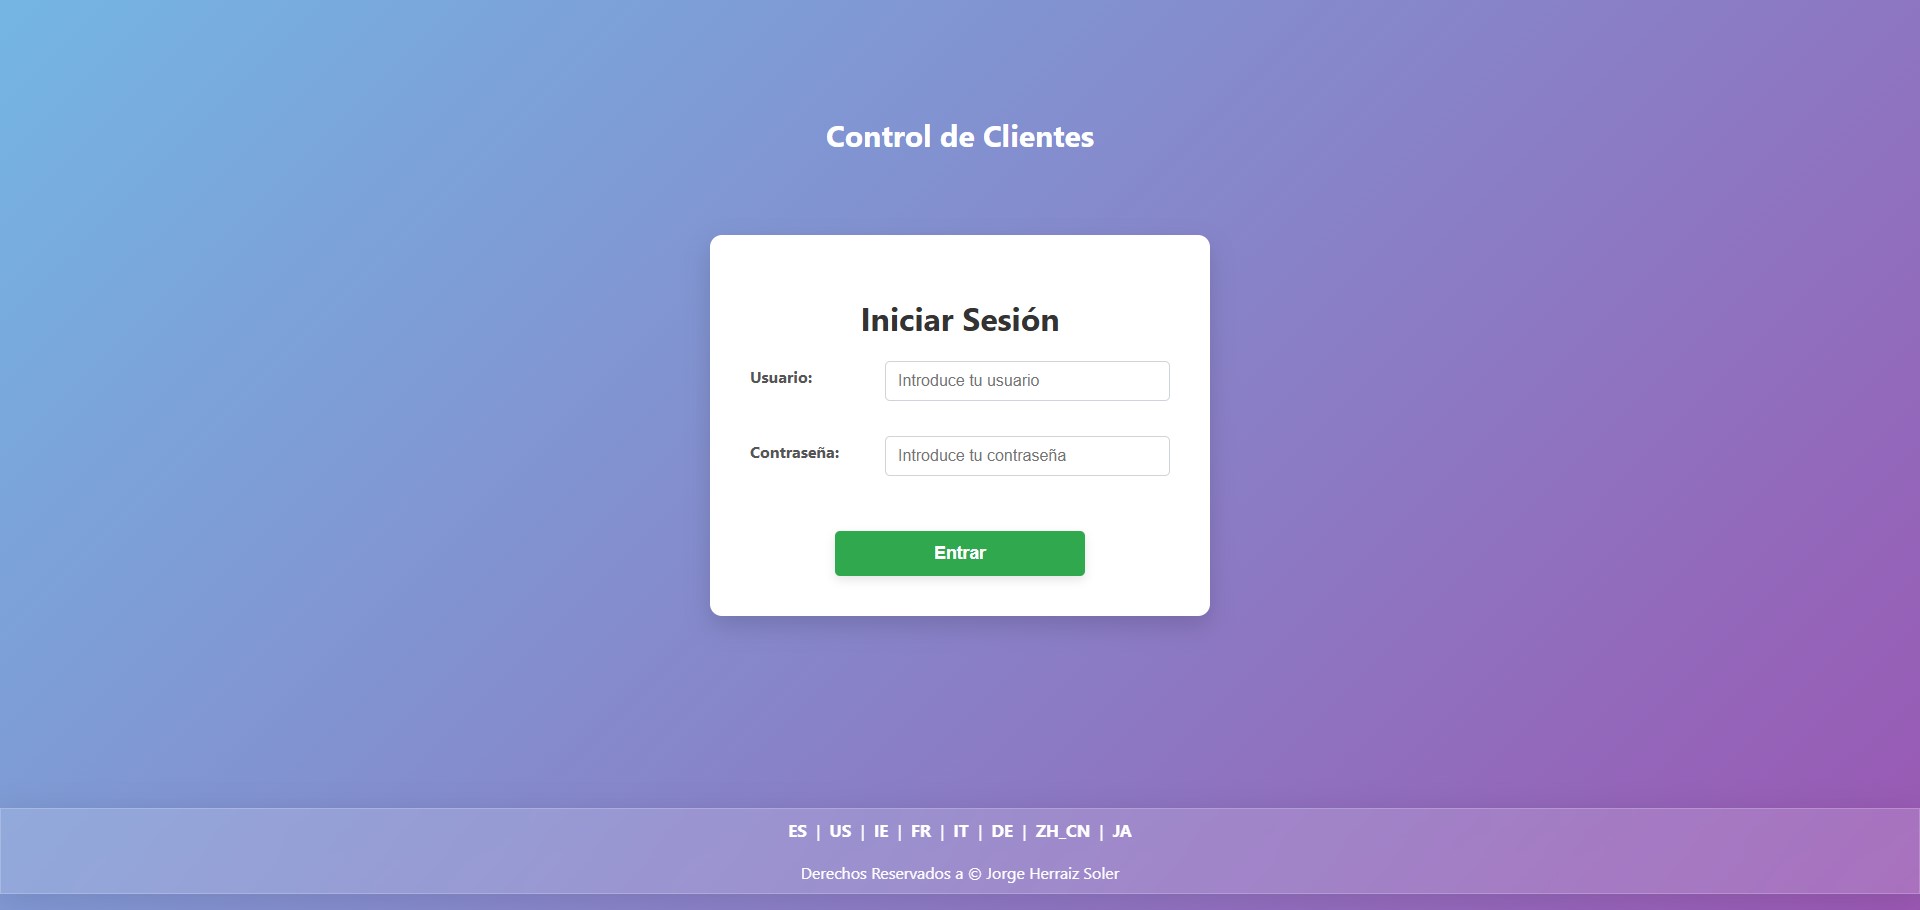 Control de Clientes
Iniciar Sesión
Usuario: Introduce tu usuario
Contraseña: Introduce tu contraseña
Entrar
ES | US | IE | FR | IT | DE | ZH_CN | JA
Derechos Reservados a © Jorge Herraiz Soler